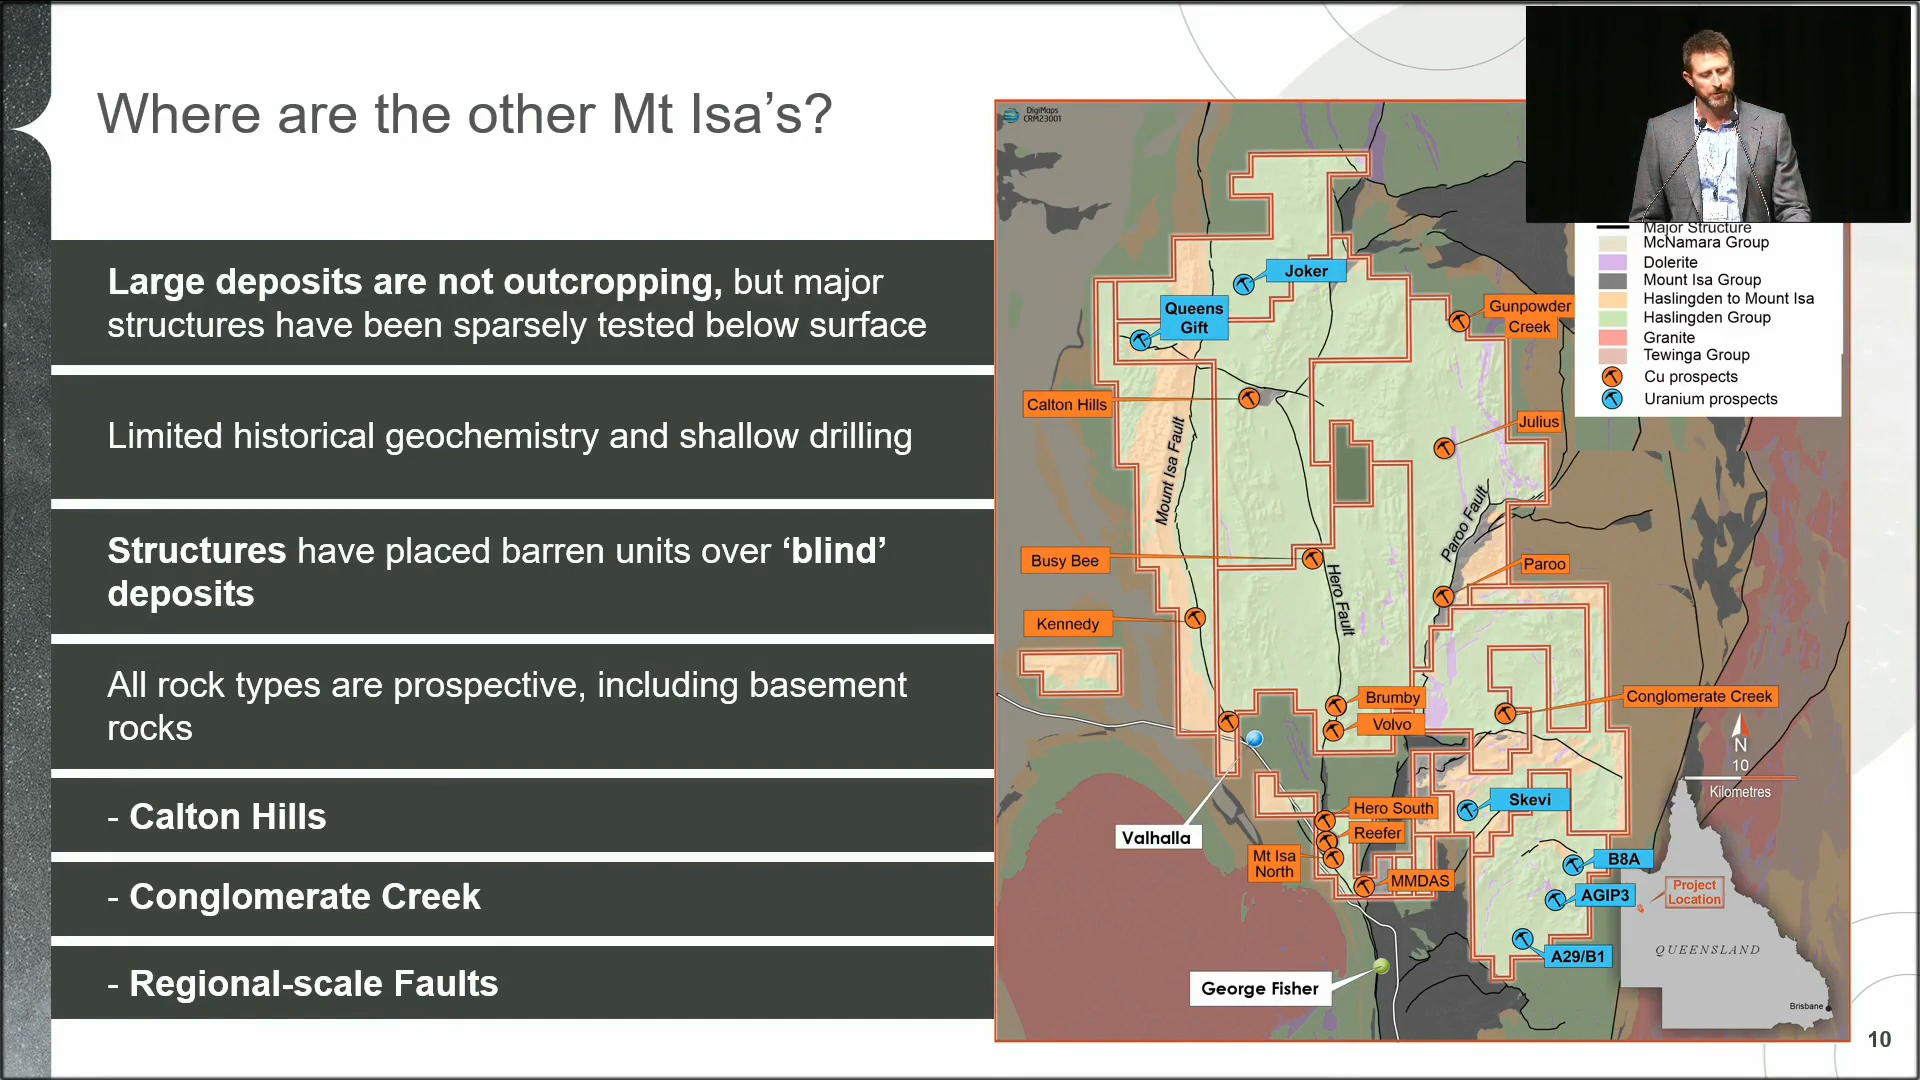 Where are the other Mt Isa’s?
Large deposits are not outcropping, but major
structures have been sparsely tested below surface
Limited historical geochemistry and shallow drilling
Structures have placed barren units over ‘blind’
deposits
All rock types are prospective, including basement
rocks
- Calton Hills
- Conglomerate Creek
- Regional-scale Faults
DigiMaps
CRM23001
Major Structure
McNamara Group
Dolerite
Mount Isa Group
Haslingden to Mount Isa
Haslingden Group
Granite
Tewinga Group
Cu prospects
Uranium prospects
Joker
Queens
Gift
Gunpowder
Creek
Calton Hills
Julius
Mount Isa Fault
Paroo Fault
Busy Bee
Hero Fault
Paroo
Kennedy
Brumby
Volvo
Conglomerate Creek
N
10
Kilometres
Skevi
Hero South
Reefer
Valhalla
Mt Isa
North
MMDAS
B8A
AGIP3
Project
Location
A29/B1
QUEENSLAND
George Fisher
Brisbane
10